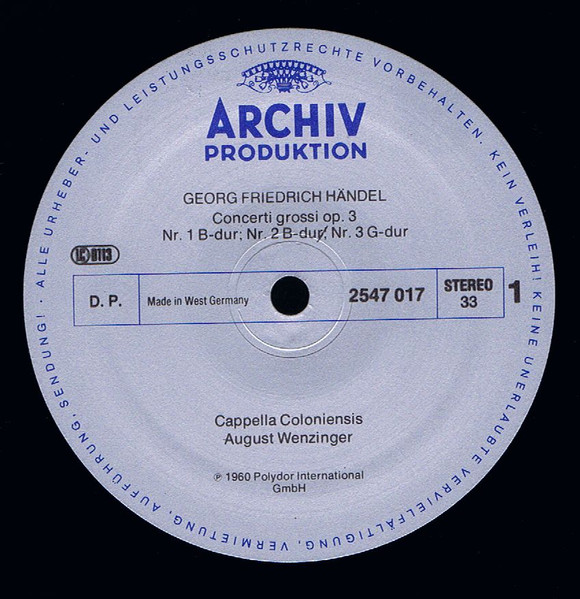 ALLE URHEBER- UND LEISTUNGSSCHUTZRECHTE VORBEHALTEN. KEIN VERLEIH! KEINE UNERLAUBTE VERVIELFÄLTIGUNG, VERMIETUNG, AUFFÜHRUNG, SENDUNG! ·
ARCHIV
PRODUKTION
GEORG FRIEDRICH HÄNDEL
Concerti grossi op. 3
Nr. 1 B-dur; Nr. 2 B-dur; Nr. 3 G-dur
LC 0113
D. P.
Made in West Germany
2547 017
STEREO
33
1
Cappella Coloniensis
August Wenzinger
℗ 1960 Polydor International
GmbH